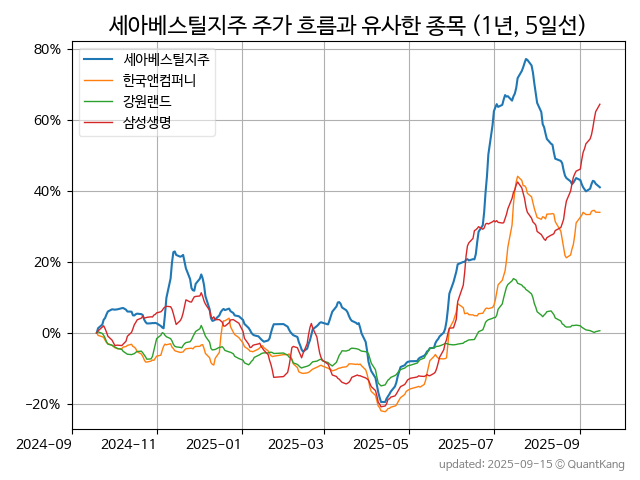 세아베스틸지주 주가 흐름과 유사한 종목 (1년, 5일선)
80%
60%
40%
20%
0%
−20%
세아베스틸지주
한국앤컴퍼니
강원랜드
삼성생명
2024-09 2024-11 2025-01 2025-03 2025-05 2025-07 2025-09
updated: 2025-09-15 © QuantKang